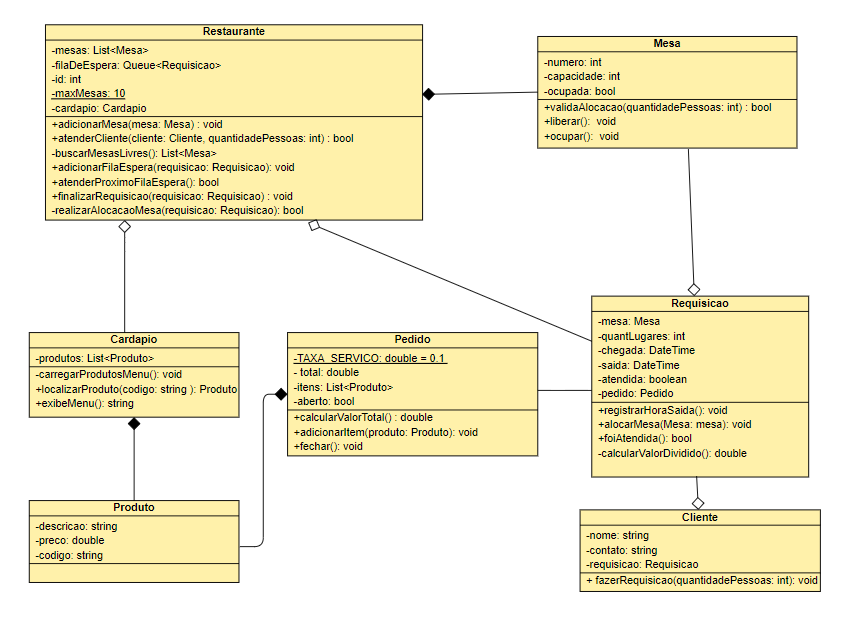 Restaurante
-mesas: List<Mesa>
-filaDeEspera: Queue<Requisicao>
-id: int
-maxMesas: 10
-cardapio: Cardapio
+adicionarMesa(mesa: Mesa) : void
+atenderCliente(cliente: Cliente, quantidadePessoas: int) : bool
-buscarMesasLivres(): List<Mesa>
+adicionarFilaEspera(requisicao: Requisicao): void
+atenderProximoFilaEspera(): bool
+finalizarRequisicao(requisicao: Requisicao) : void
-realizarAlocacaoMesa(requisicao: Requisicao): bool
Mesa
-numero: int
-capacidade: int
-ocupada: bool
+validaAlocacao(quantidadePessoas: int) : bool
+liberar(): void
+ocupar(): void
Cardapio
-produtos: List<Produto>
-carregarProdutosMenu(): void
+localizarProduto(codigo: string ): Produto
+exibeMenu(): string
Pedido
-TAXA_SERVICO: double = 0,1
- total: double
-itens: List<Produto>
-aberto: bool
+calcularValorTotal() : double
+adicionarItem(produto: Produto): void
+fechar(): void
Requisicao
-mesa: Mesa
-quantLugares: int
-chegada: DateTime
-saida: DateTime
-atendida: boolean
-pedido: Pedido
+registrarHoraSaida(): void
+alocarMesa(Mesa: mesa): void
+foiAtendida(): bool
-calcularValorDividido(): double
Produto
-descricao: string
-preco: double
-codigo: string
Cliente
-nome: string
-contato: string
-requisicao: Requisicao
+ fazerRequisicao(quantidadePessoas: int): void